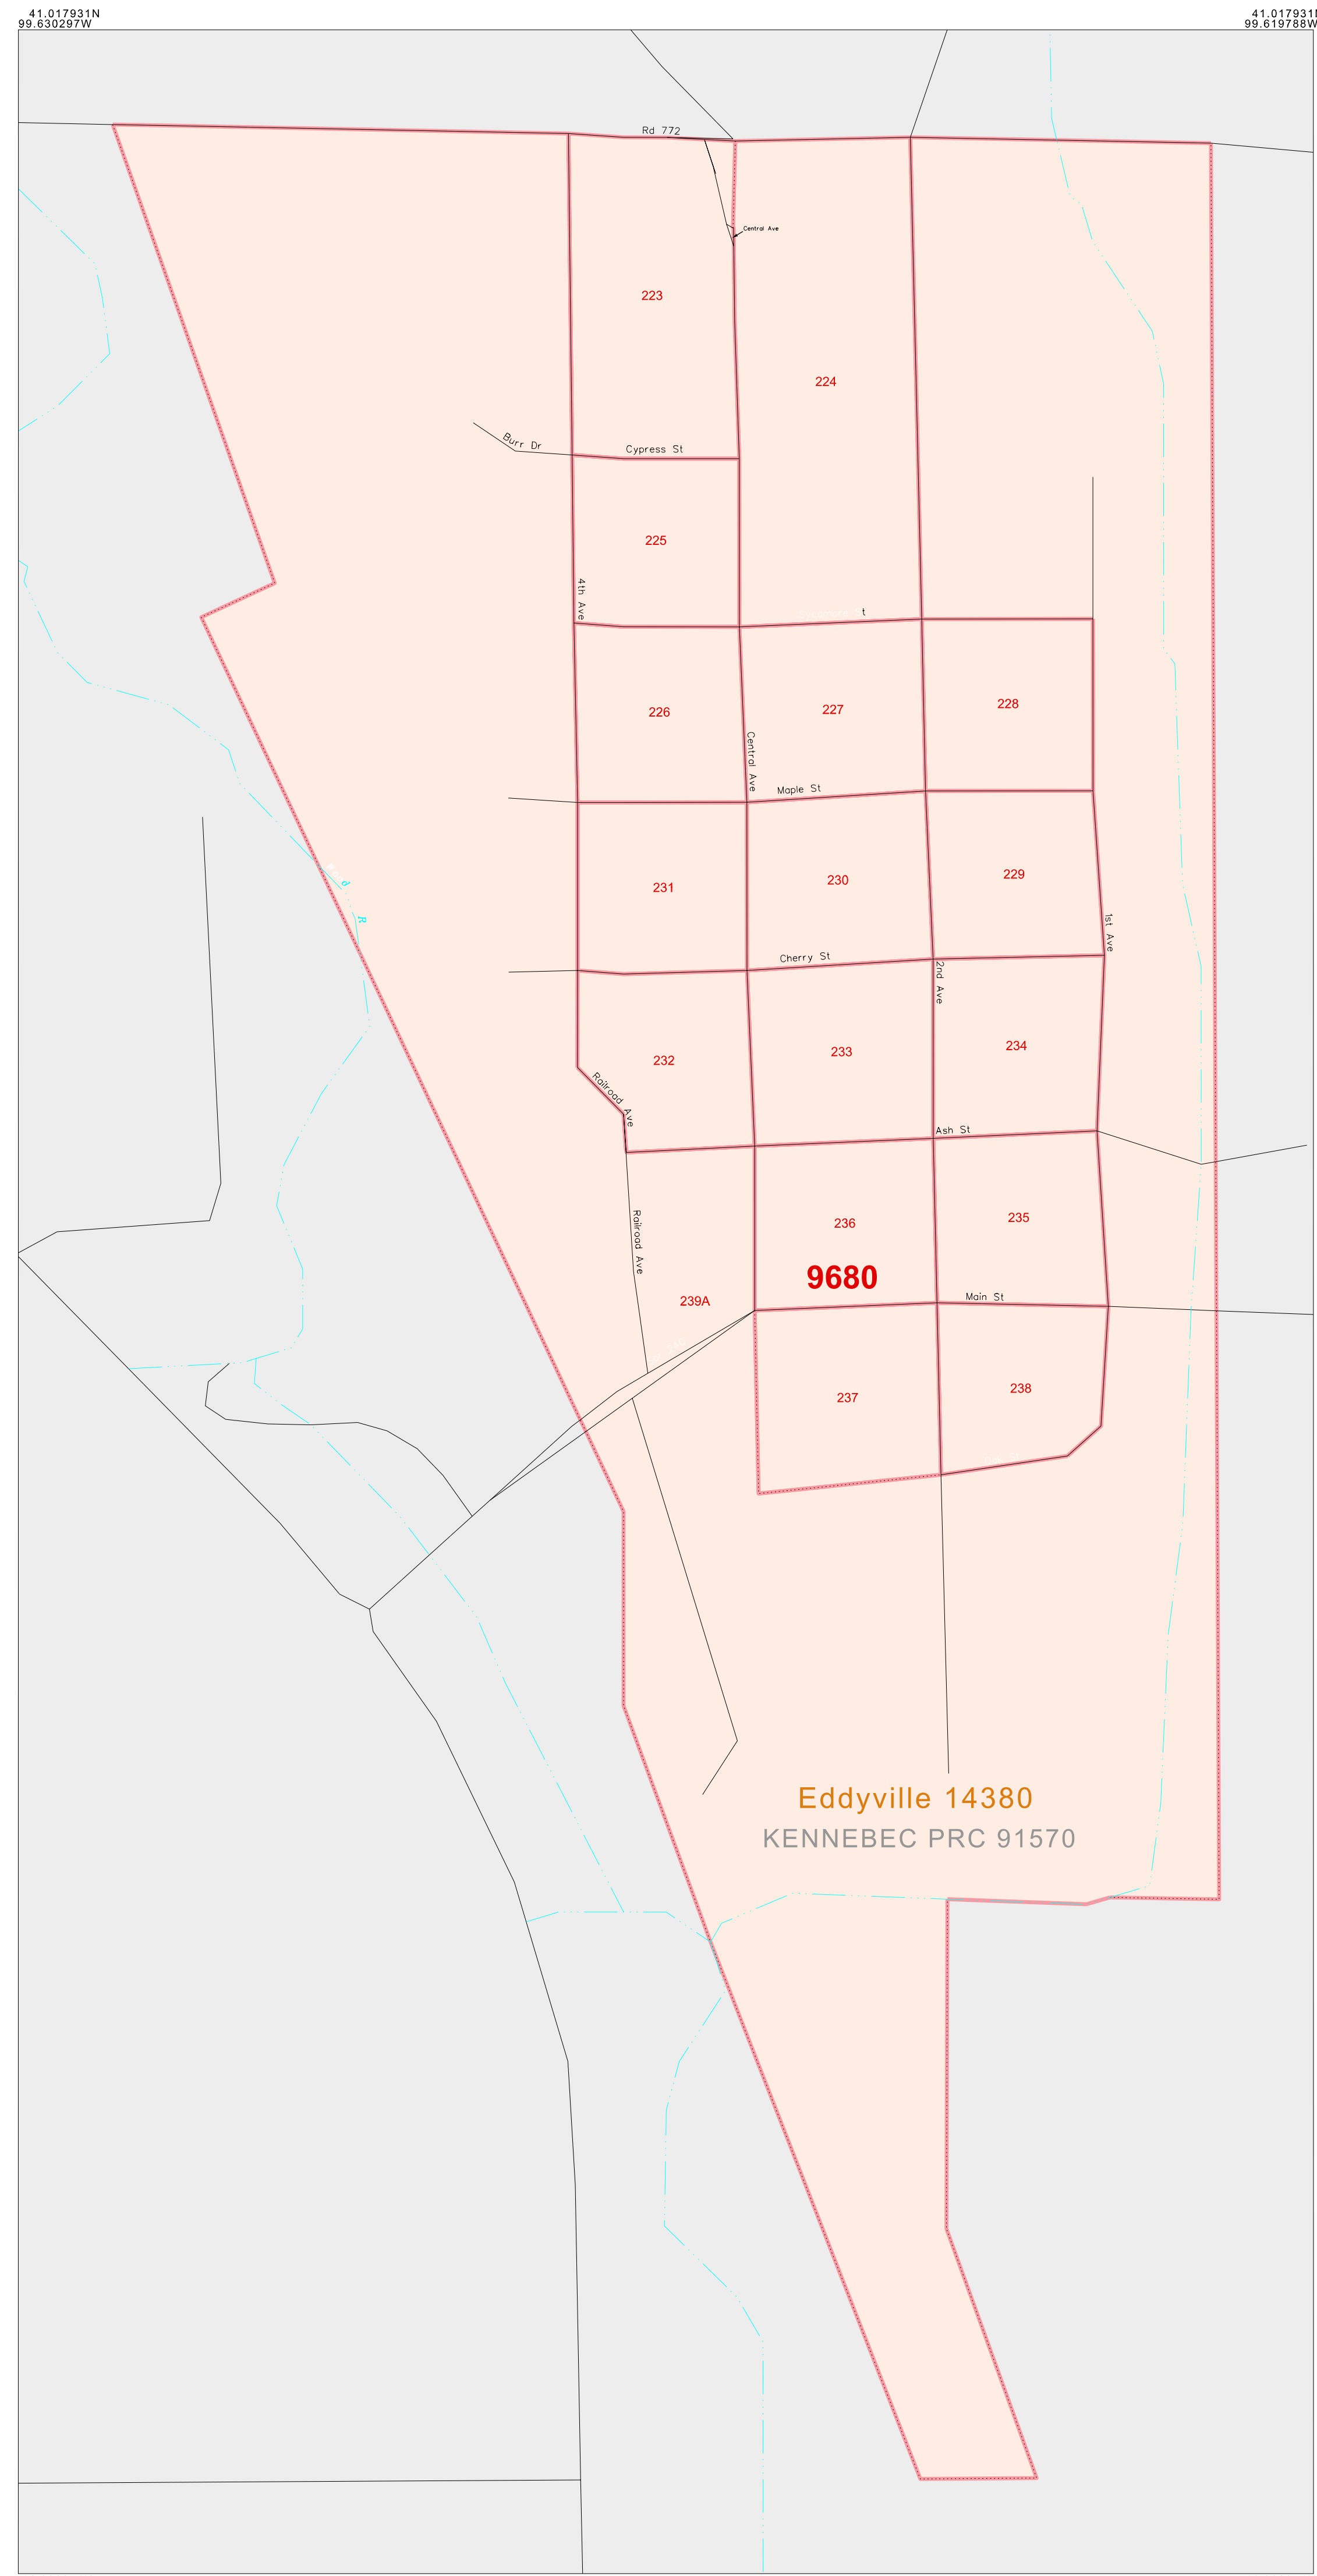 41.017931N
99.630297W
41.017931N
99.619788W
Rd 772
Central Ave
223
224
Burr Dr
Cypress St
225
4th Ave
t
226
227
228
Central Ave
Maple St
231
230
229
1st Ave
Cherry St
2nd Ave
232
233
234
Railroad Ave
Ash St
Railroad Ave
236
235
9680
239A
Main St
237
238
Eddyville 14380
KENNEBEC PRC 91570